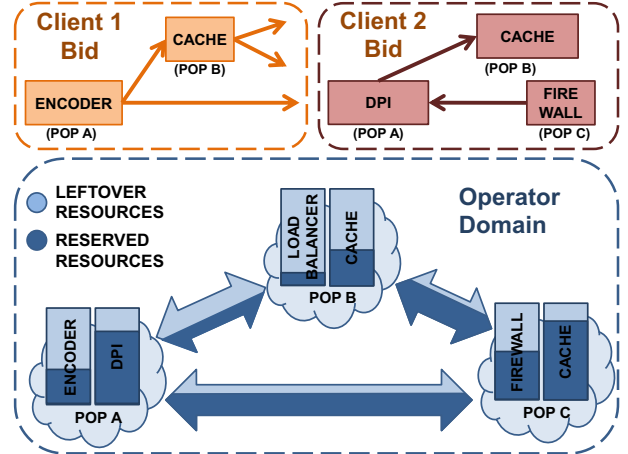 Client 1
Bid
CACHE
(POP B)
ENCODER
(POP A)
Client 2
Bid
CACHE
(POP B)
DPI
(POP A)
FIRE
WALL
(POP C)
LEFTOVER
RESOURCES
RESERVED
RESOURCES
Operator
Domain
LOAD
BALANCER
CACHE
POP B
ENCODER
DPI
POP A
FIREWALL
CACHE
POP C